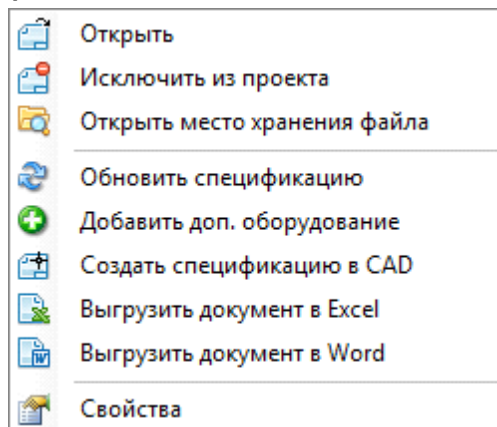 Открыть
Исключить из проекта
Открыть место хранения файла
Обновить спецификацию
Добавить доп. оборудование
Создать спецификацию в CAD
Выгрузить документ в Excel
Выгрузить документ в Word
Свойства